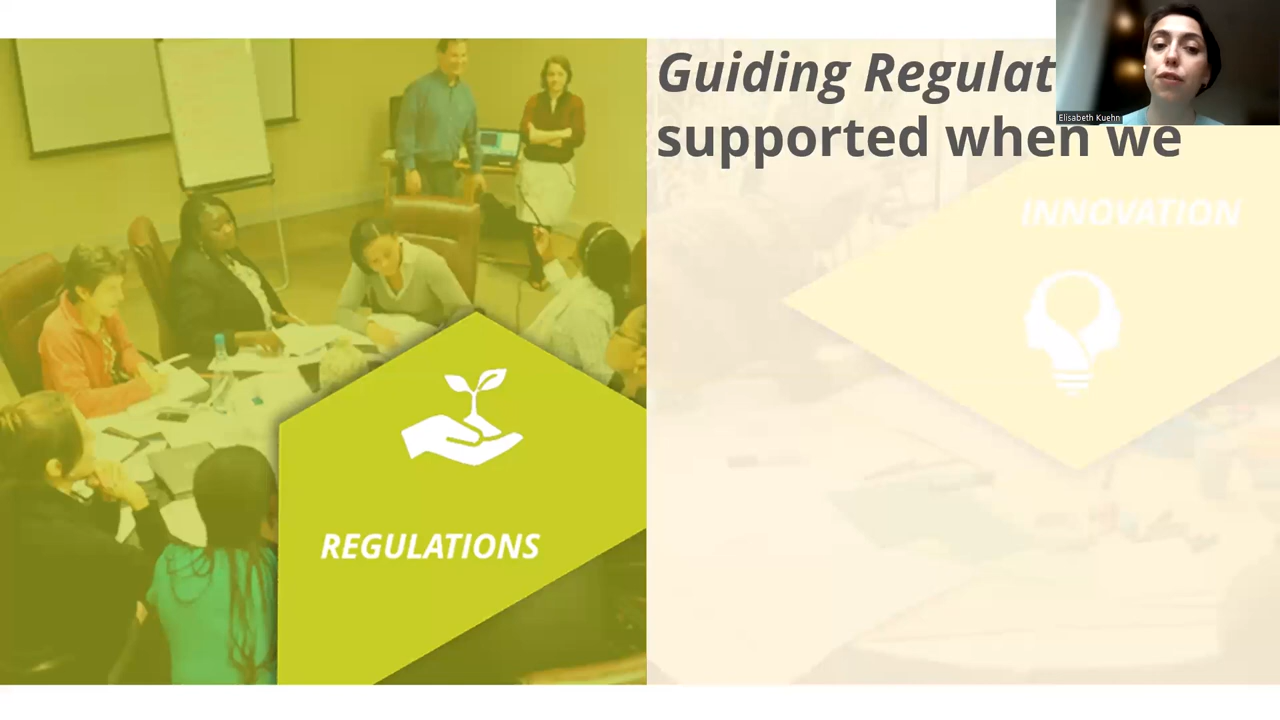 Guiding Regulat
supported when we
Elisabeth Kuehn
INNOVATION
REGULATIONS